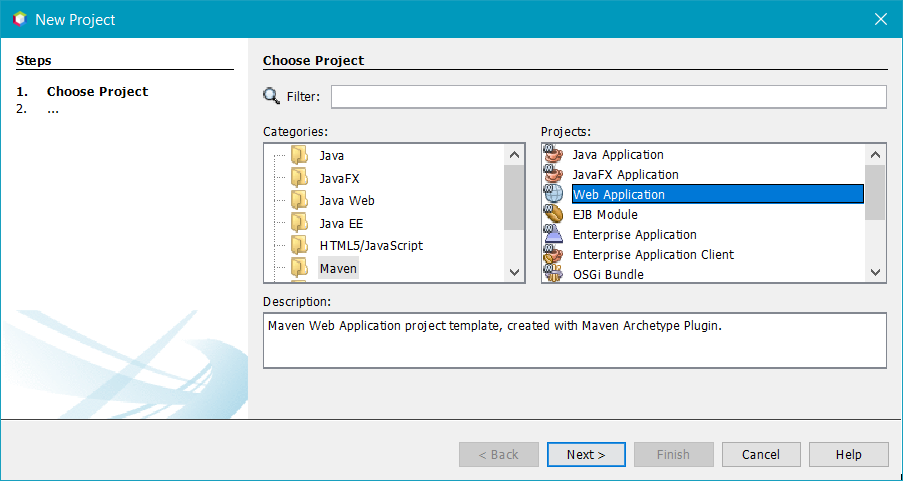 New Project
Steps
1. Choose Project
2. ...
Choose Project
Filter:
Categories:
Java
JavaFX
Java Web
Java EE
HTML5/JavaScript
Maven
Projects:
Java Application
JavaFX Application
Web Application
EJB Module
Enterprise Application
Enterprise Application Client
OSGi Bundle
Description:
Maven Web Application project template, created with Maven Archetype Plugin.
< Back
Next >
Finish
Cancel
Help